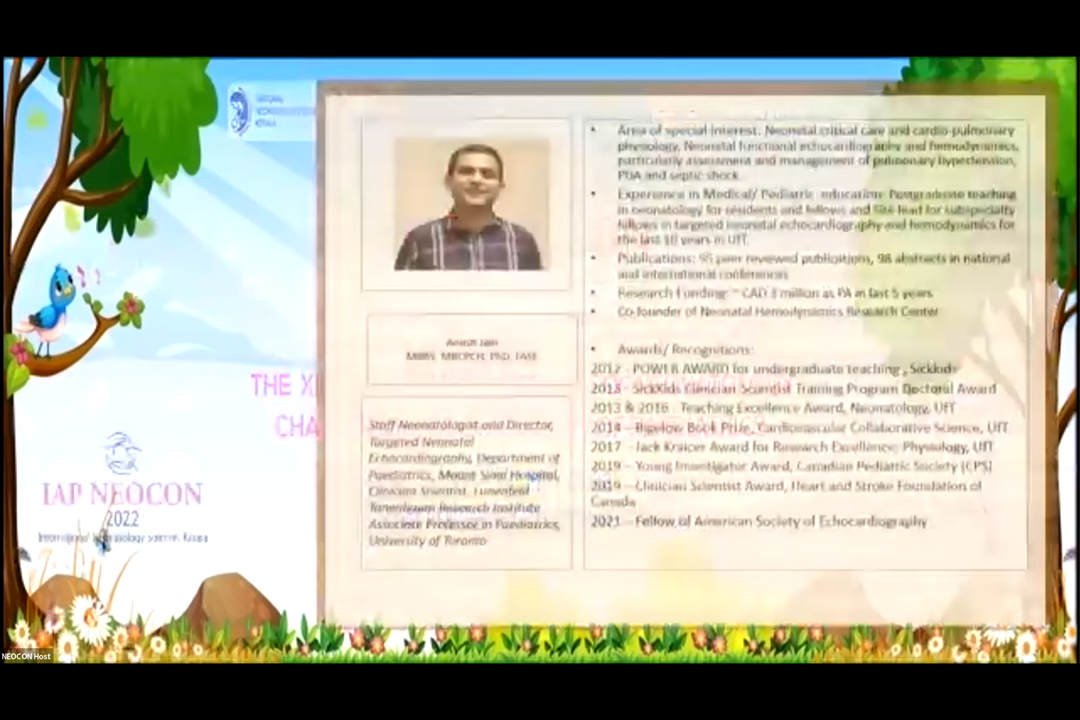 THE XI
CHA
IAP NEOCON
2022
NEOCON Host
Amish Jain
MBBS, MRCPCH, PhD, FASE
Staff Neonatologist and Director,
Targeted Neonatal
Echocardiography, Department of
Paediatrics, Mount Sinai Hospital,
Clinician Scientist, Lunenfeld
Tanenbaum Research Institute
Associate Professor in Paediatrics,
University of Toronto
• Area of special interest: Neonatal critical care and cardio-pulmonary
physiology, Neonatal functional echocardiography and hemodynamics,
particularly assessment and management of pulmonary hypertension,
PDA and septic shock
• Experience in Medical/ Pediatric education: Postgraduate teaching
in neonatology for residents and fellows and Site lead for subspecialty
fellows in targeted neonatal echocardiography and hemodynamics for
the last 10 years in UfT.
• Publications: 95 peer reviewed publications, 98 abstracts in national
and international conferences
• Research Funding: ~ CAD 3 million as PA in last 5 years
• Co-founder of Neonatal Hemodynamics Research Center
• Awards/ Recognitions:
2012 - POWER AWARD for undergraduate teaching , Sickkids
2013 - SickKids Clinician Scientist Training Program Doctoral Award
2013 & 2016 - Teaching Excellence Award, Neonatology, UfT
2014 – Bigelow Book Prize, Cardiovascular Collaborative Science, UfT
2017 - Jack Kraicer Award for Research Excellence: Physiology, UfT
2019 – Young Investigator Award, Canadian Pediatric Society (CPS)
2019 – Clinician Scientist Award, Heart and Stroke Foundation of
Canada
2021 – Fellow of American Society of Echocardiography